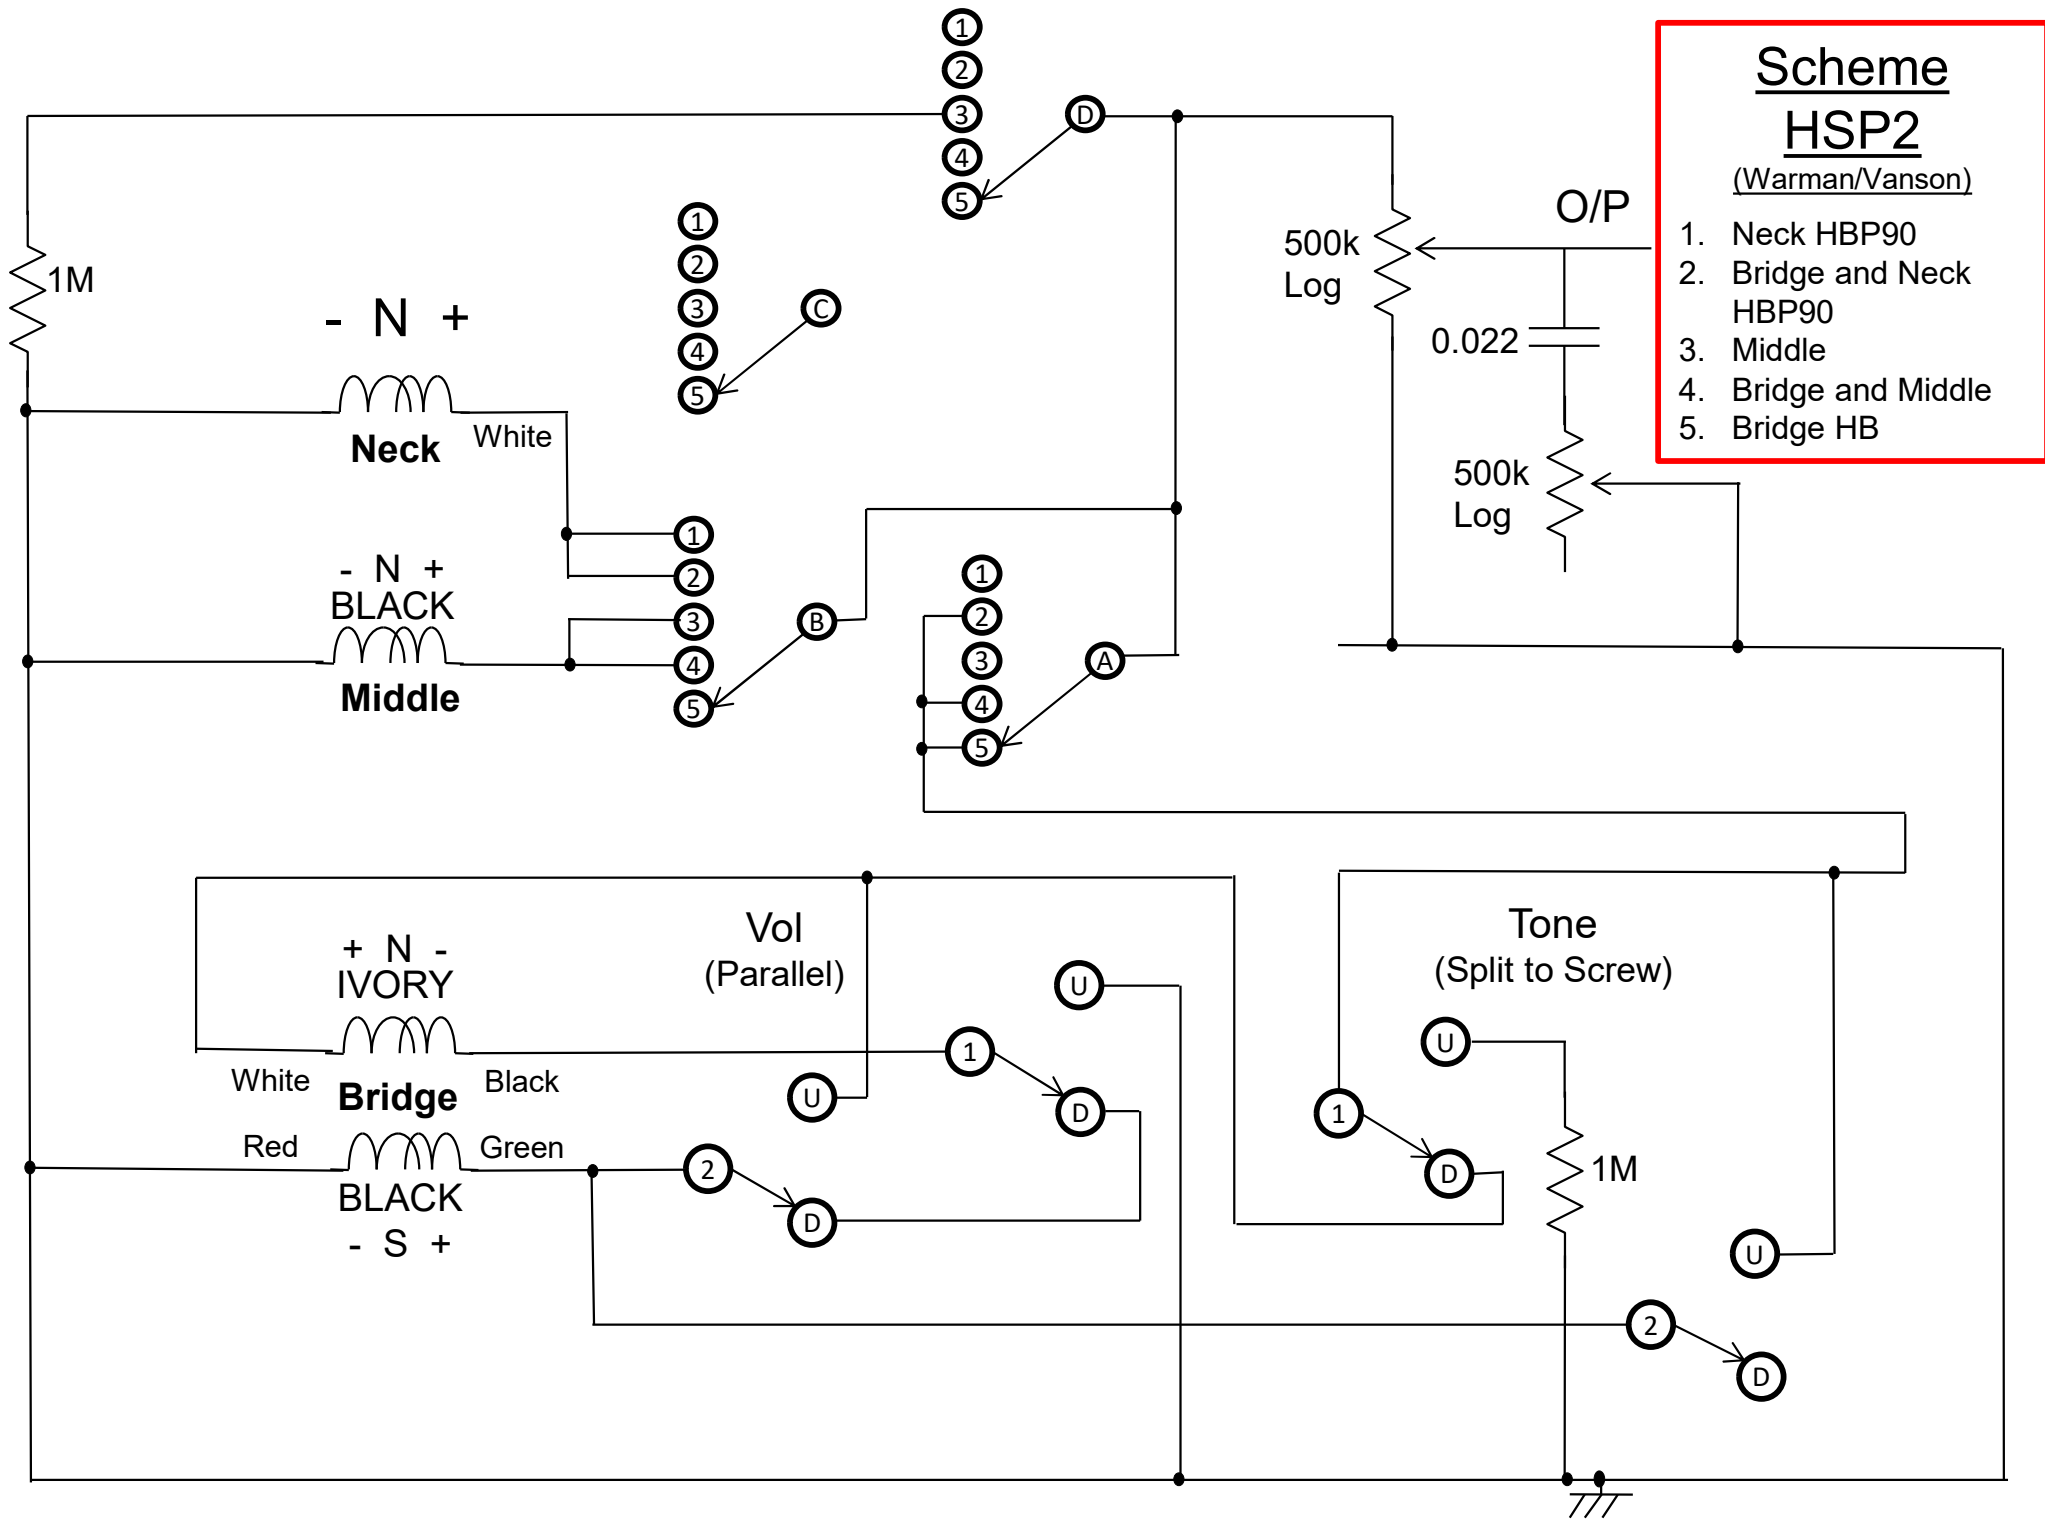 1
2
3
4
5
D
Scheme
HSP2
(Warman/Vanson)
1. Neck HBP90
2. Bridge and Neck
HBP90
3. Middle
4. Bridge and Middle
5. Bridge HB
O/P
500k
Log
0.022
500k
Log
1M
1
2
3
4
5
C
- N +
Neck
White
- N +
BLACK
Middle
1
2
3
4
5
B
1
2
3
4
5
A
Vol
(Parallel)
Tone
(Split to Screw)
+ N -
IVORY
White
Black
Bridge
Red
Green
BLACK
- S +
U
1
D
U
2
D
U
1
D
1M
U
2
D